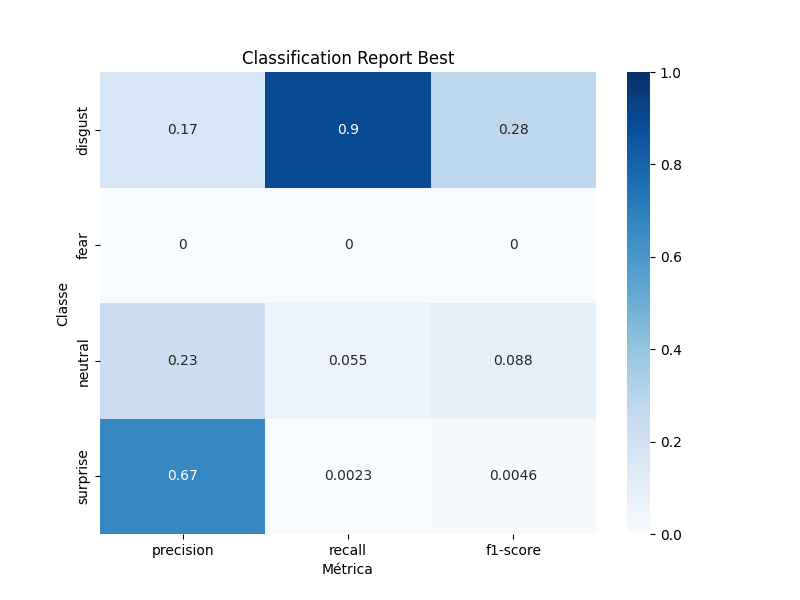 Classification Report Best
disgust 0.17 0.9 0.28
fear 0 0 0
neutral 0.23 0.055 0.088
surprise 0.67 0.0023 0.0046
Classe
precision recall f1-score
Métrica
1.0
0.8
0.6
0.4
0.2
0.0